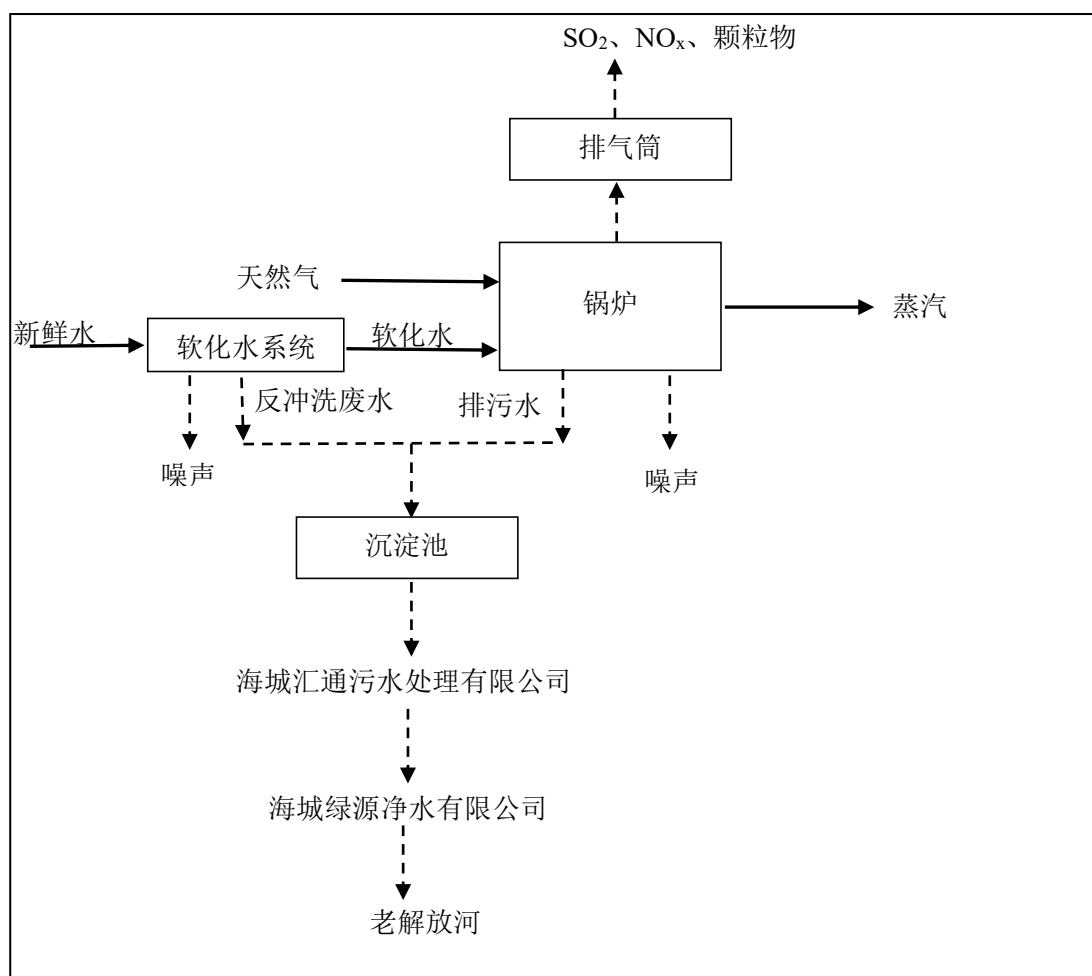 SO₂、NOₓ、颗粒物
排气筒
天然气
锅炉
蒸汽
新鲜水
软化水系统
软化水
反冲洗废水
排污水
噪声
噪声
沉淀池
海城汇通污水处理有限公司
海城绿源净水有限公司
老解放河